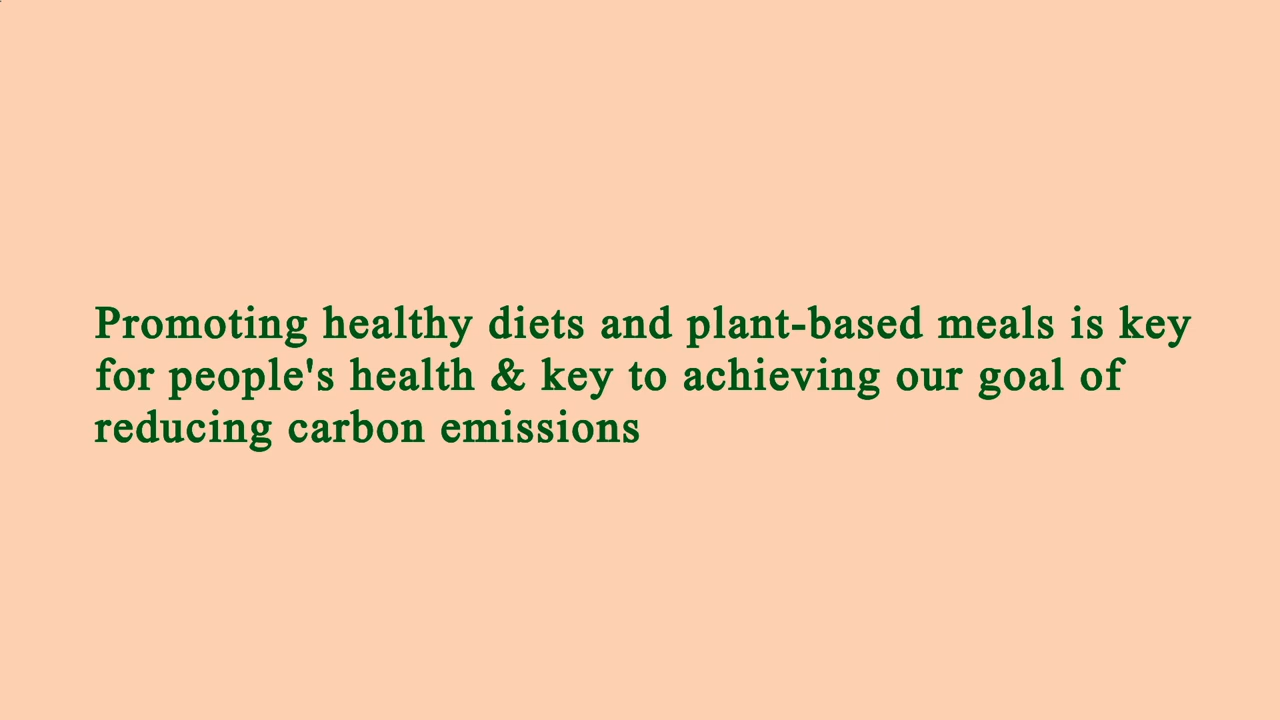 Promoting healthy diets and plant-based meals is key
for people's health & key to achieving our goal of
reducing carbon emissions